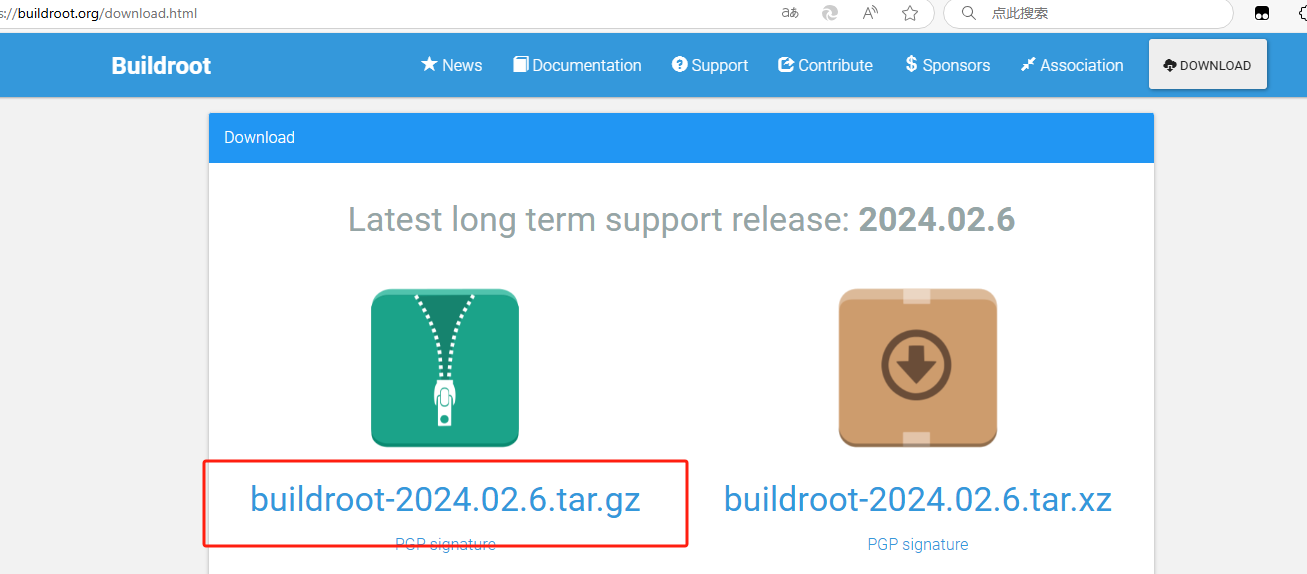 s://buildroot.org/download.html
aあ
A
点此搜索
Buildroot
News
Documentation
Support
Contribute
$ Sponsors
Association
DOWNLOAD
Download
Latest long term support release: 2024.02.6
buildroot-2024.02.6.tar.gz
buildroot-2024.02.6.tar.xz
PGP signature
PGP signature